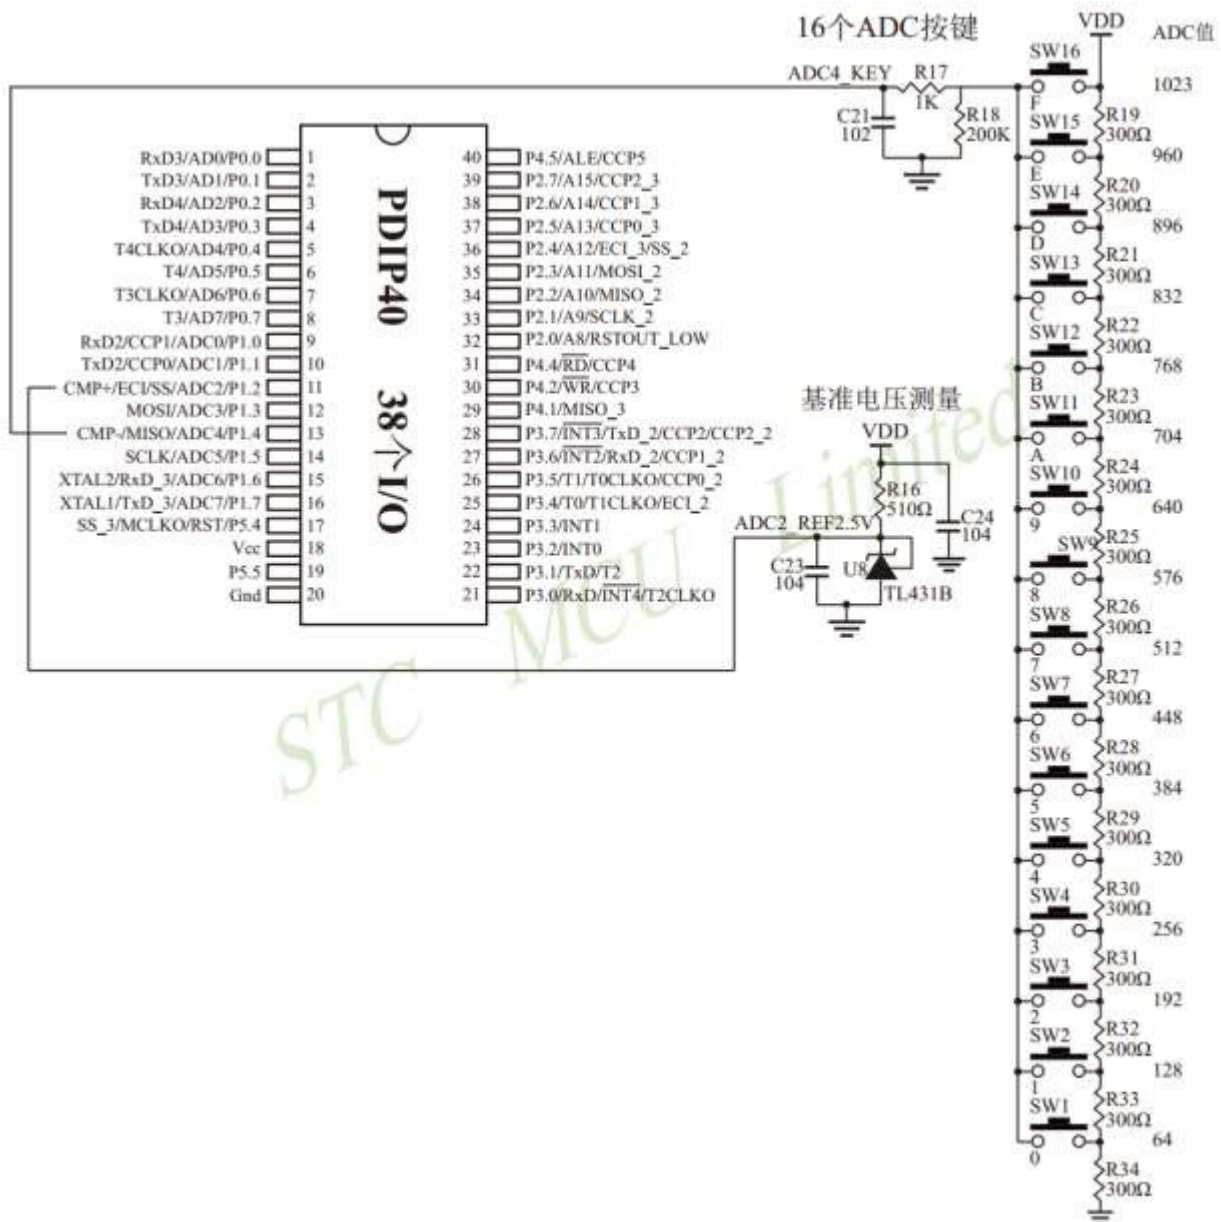 16个ADC按键
VDD
ADC值
ADC4_KEY
R17
1K
C21
102
R18
200K
SW16
F
1023
R19
300Ω
SW15
E
960
R20
300Ω
SW14
D
896
R21
300Ω
SW13
C
832
R22
300Ω
SW12
B
768
R23
300Ω
SW11
A
704
R24
300Ω
SW10
9
640
R25
300Ω
SW9
8
576
R26
300Ω
SW8
7
512
R27
300Ω
SW7
6
448
R28
300Ω
SW6
5
384
R29
300Ω
SW5
4
320
R30
300Ω
SW4
3
256
R31
300Ω
SW3
2
192
R32
300Ω
SW2
1
128
R33
300Ω
SW1
0
64
R34
300Ω
PDIP40 38个I/O
RxD3/AD0/P0.0 1
TxD3/AD1/P0.1 2
RxD4/AD2/P0.2 3
TxD4/AD3/P0.3 4
T4CLKO/AD4/P0.4 5
T4/AD5/P0.5 6
T3CLKO/AD6/P0.6 7
T3/AD7/P0.7 8
RxD2/CCP1/ADC0/P1.0 9
TxD2/CCP0/ADC1/P1.1 10
CMP+/ECI/SS/ADC2/P1.2 11
MOSI/ADC3/P1.3 12
CMP-/MISO/ADC4/P1.4 13
SCLK/ADC5/P1.5 14
XTAL2/RxD_3/ADC6/P1.6 15
XTAL1/TxD_3/ADC7/P1.7 16
SS_3/MCLKO/RST/P5.4 17
Vcc 18
P5.5 19
Gnd 20
40 P4.5/ALE/CCP5
39 P2.7/A15/CCP2_3
38 P2.6/A14/CCP1_3
37 P2.5/A13/CCP0_3
36 P2.4/A12/ECI_3/SS_2
35 P2.3/A11/MOSI_2
34 P2.2/A10/MISO_2
33 P2.1/A9/SCLK_2
32 P2.0/A8/RSTOUT_LOW
31 P4.4/RD/CCP4
30 P4.2/WR/CCP3
29 P4.1/MISO_3
28 P3.7/INT3/TxD_2/CCP2/CCP2_2
27 P3.6/INT2/RxD_2/CCP1_2
26 P3.5/T1/T0CLKO/CCP0_2
25 P3.4/T0/T1CLKO/ECI_2
24 P3.3/INT1
23 P3.2/INT0
22 P3.1/TxD/T2
21 P3.0/RxD/INT4/T2CLKO
基准电压测量
VDD
R16
510Ω
ADC2_REF2.5V
C24
104
C23
104
U8
TL431B
STC MCU Limited